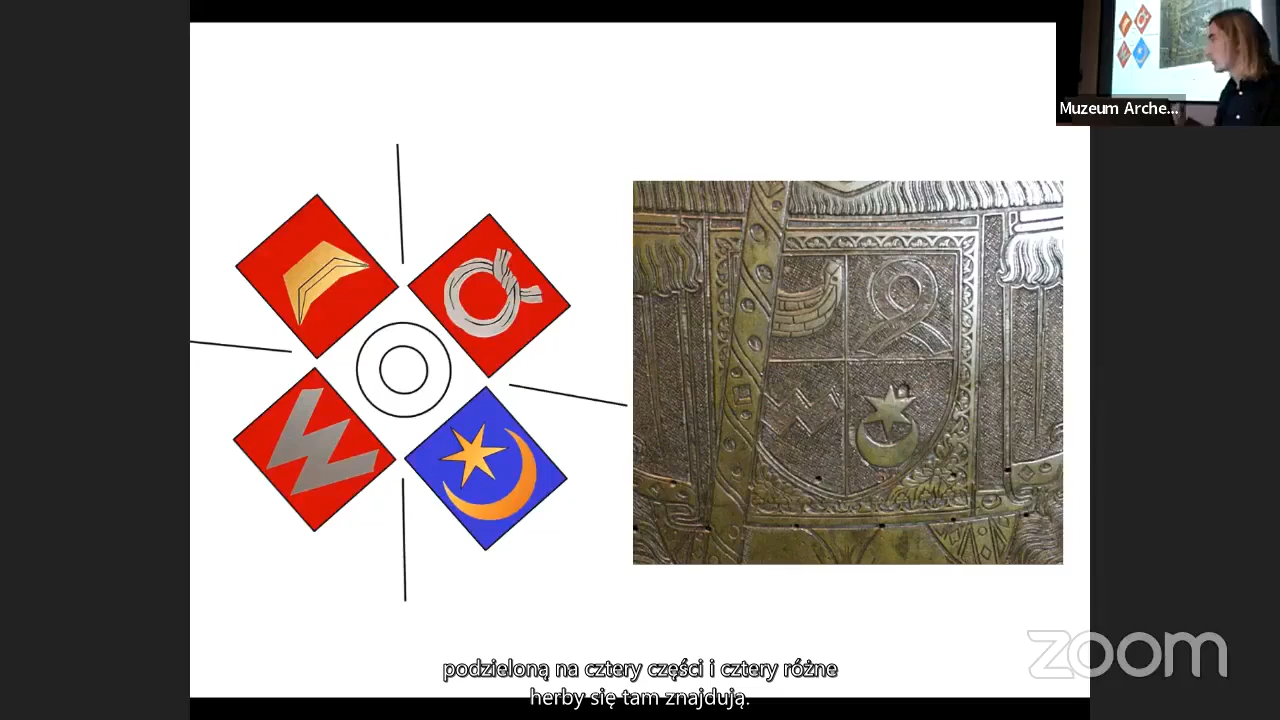 Muzeum Arche...
zoom
podzieloną na cztery części i cztery różne
herby się tam znajdują.